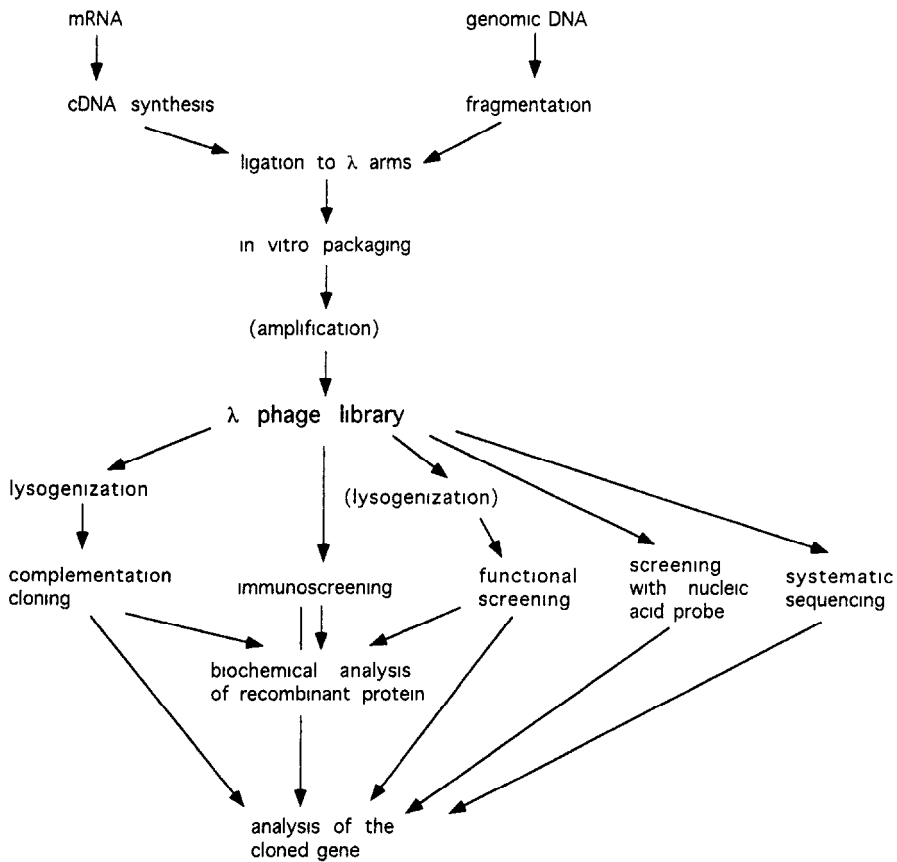 mRNA
genomic DNA
cDNA synthesis
fragmentation
ligation to λ arms
in vitro packaging
(amplification)
λ phage library
lysogenization
(lysogenization)
complementation
cloning
immunoscreening
functional
screening
screening
with nucleic
acid probe
systematic
sequencing
biochemical analysis
of recombinant protein
analysis of the
cloned gene